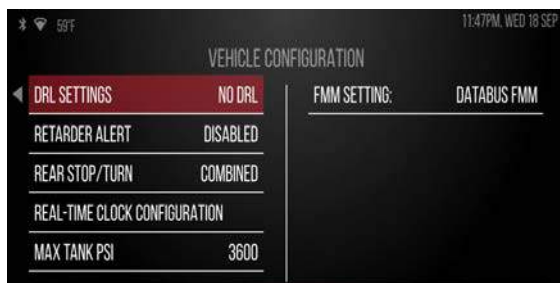 59°F
11:47PM, WED 18 SEP
VEHICLE CONFIGURATION
DRL SETTINGS NO DRL
RETARDER ALERT DISABLED
REAR STOP/TURN COMBINED
REAL-TIME CLOCK CONFIGURATION
MAX TANK PSI 3600
FMM SETTING: DATABUS FMM